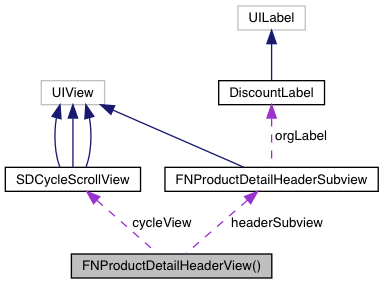 UILabel
UIView
DiscountLabel
orgLabel
SDCycleScrollView
FNProductDetailHeaderSubview
cycleView
headerSubview
FNProductDetailHeaderView()